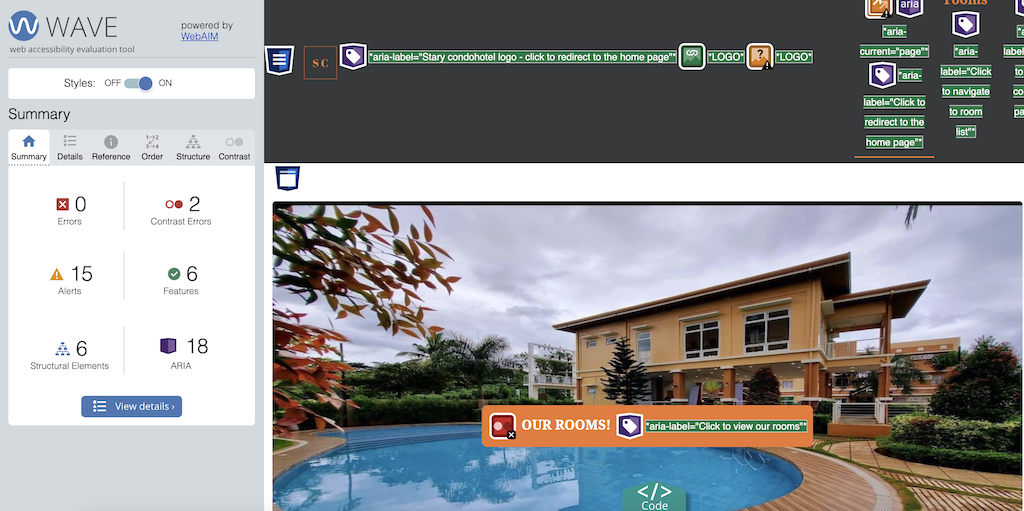 WAVE
web accessibility evaluation tool
powered by
WebAIM
Styles: OFF ON
Summary
Summary Details Reference Order Structure Contrast
0
Errors
2
Contrast Errors
15
Alerts
6
Features
6
Structural Elements
18
ARIA
View details ›
S C
*aria-label="Stary condohotel logo - click to redirect to the home page"* *LOGO* *LOGO*
aria
*aria-
current="page"*
*aria-
label="Click to
redirect to the
home page"*
rooms
*aria-
label="Click
to navigate
to room
list"*
OUR ROOMS! *aria-label="Click to view our rooms"*
</>
Code